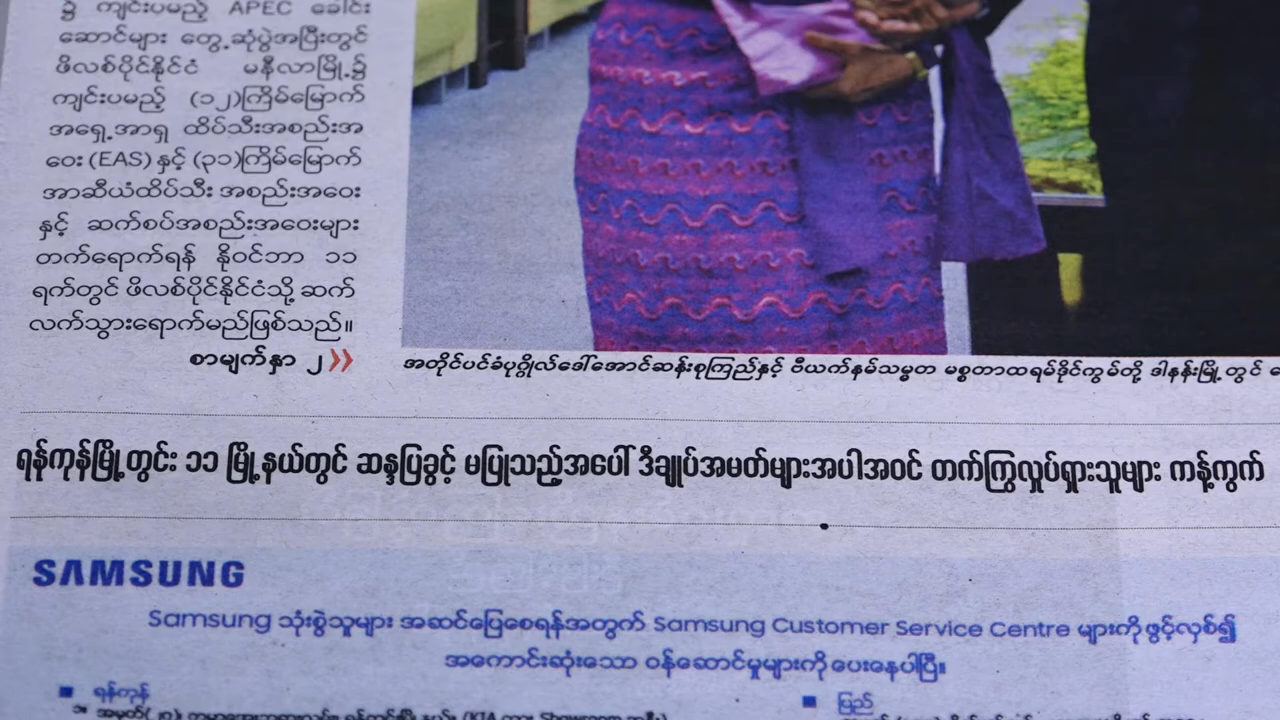 ၌ ကျင်းပမည့် APEC ခေါင်း
ဆောင်များ တွေ့ဆုံပွဲအပြီးတွင်
ဖိလစ်ပိုင်နိုင်ငံ မနီလာမြို့၌
ကျင်းပမည့် (၁၂)ကြိမ်မြောက်
အရှေ့အာရှ ထိပ်သီးအစည်းအ
ဝေး (EAS) နှင့် (၃၁)ကြိမ်မြောက်
အာဆီယံထိပ်သီး အစည်းအဝေး
နှင့် ဆက်စပ်အစည်းအဝေးများ
တက်ရောက်ရန် နိုဝင်ဘာ ၁၁
ရက်တွင် ဖိလစ်ပိုင်နိုင်ငံသို့ ဆက်
လက်သွားရောက်မည်ဖြစ်သည်။
စာမျက်နှာ ၂
အတိုင်ပင်ခံပုဂ္ဂိုလ်ဒေါ်အောင်ဆန်းစုကြည်နှင့် ဗီယက်နမ်သမ္မတ မစ္စတာထရမ်ဒိုင်ကွမ်တို့ ဒါနန်းမြို့တွင်
ရန်ကုန်မြို့တွင်း ၁၁ မြို့နယ်တွင် ဆန္ဒပြခွင့် မပြုသည့်အပေါ် ဒီချုပ်အမတ်များအပါအဝင် တက်ကြွလှုပ်ရှားသူများ ကန့်ကွက်
SAMSUNG
Samsung သုံးစွဲသူများ အဆင်ပြေစေရန်အတွက် Samsung Customer Service Centre များကို ဖွင့်လှစ်၍
အကောင်းဆုံးသော ဝန်ဆောင်မှုများကို ပေးနေပါပြီ။
ရန်ကုန်
ပြည်